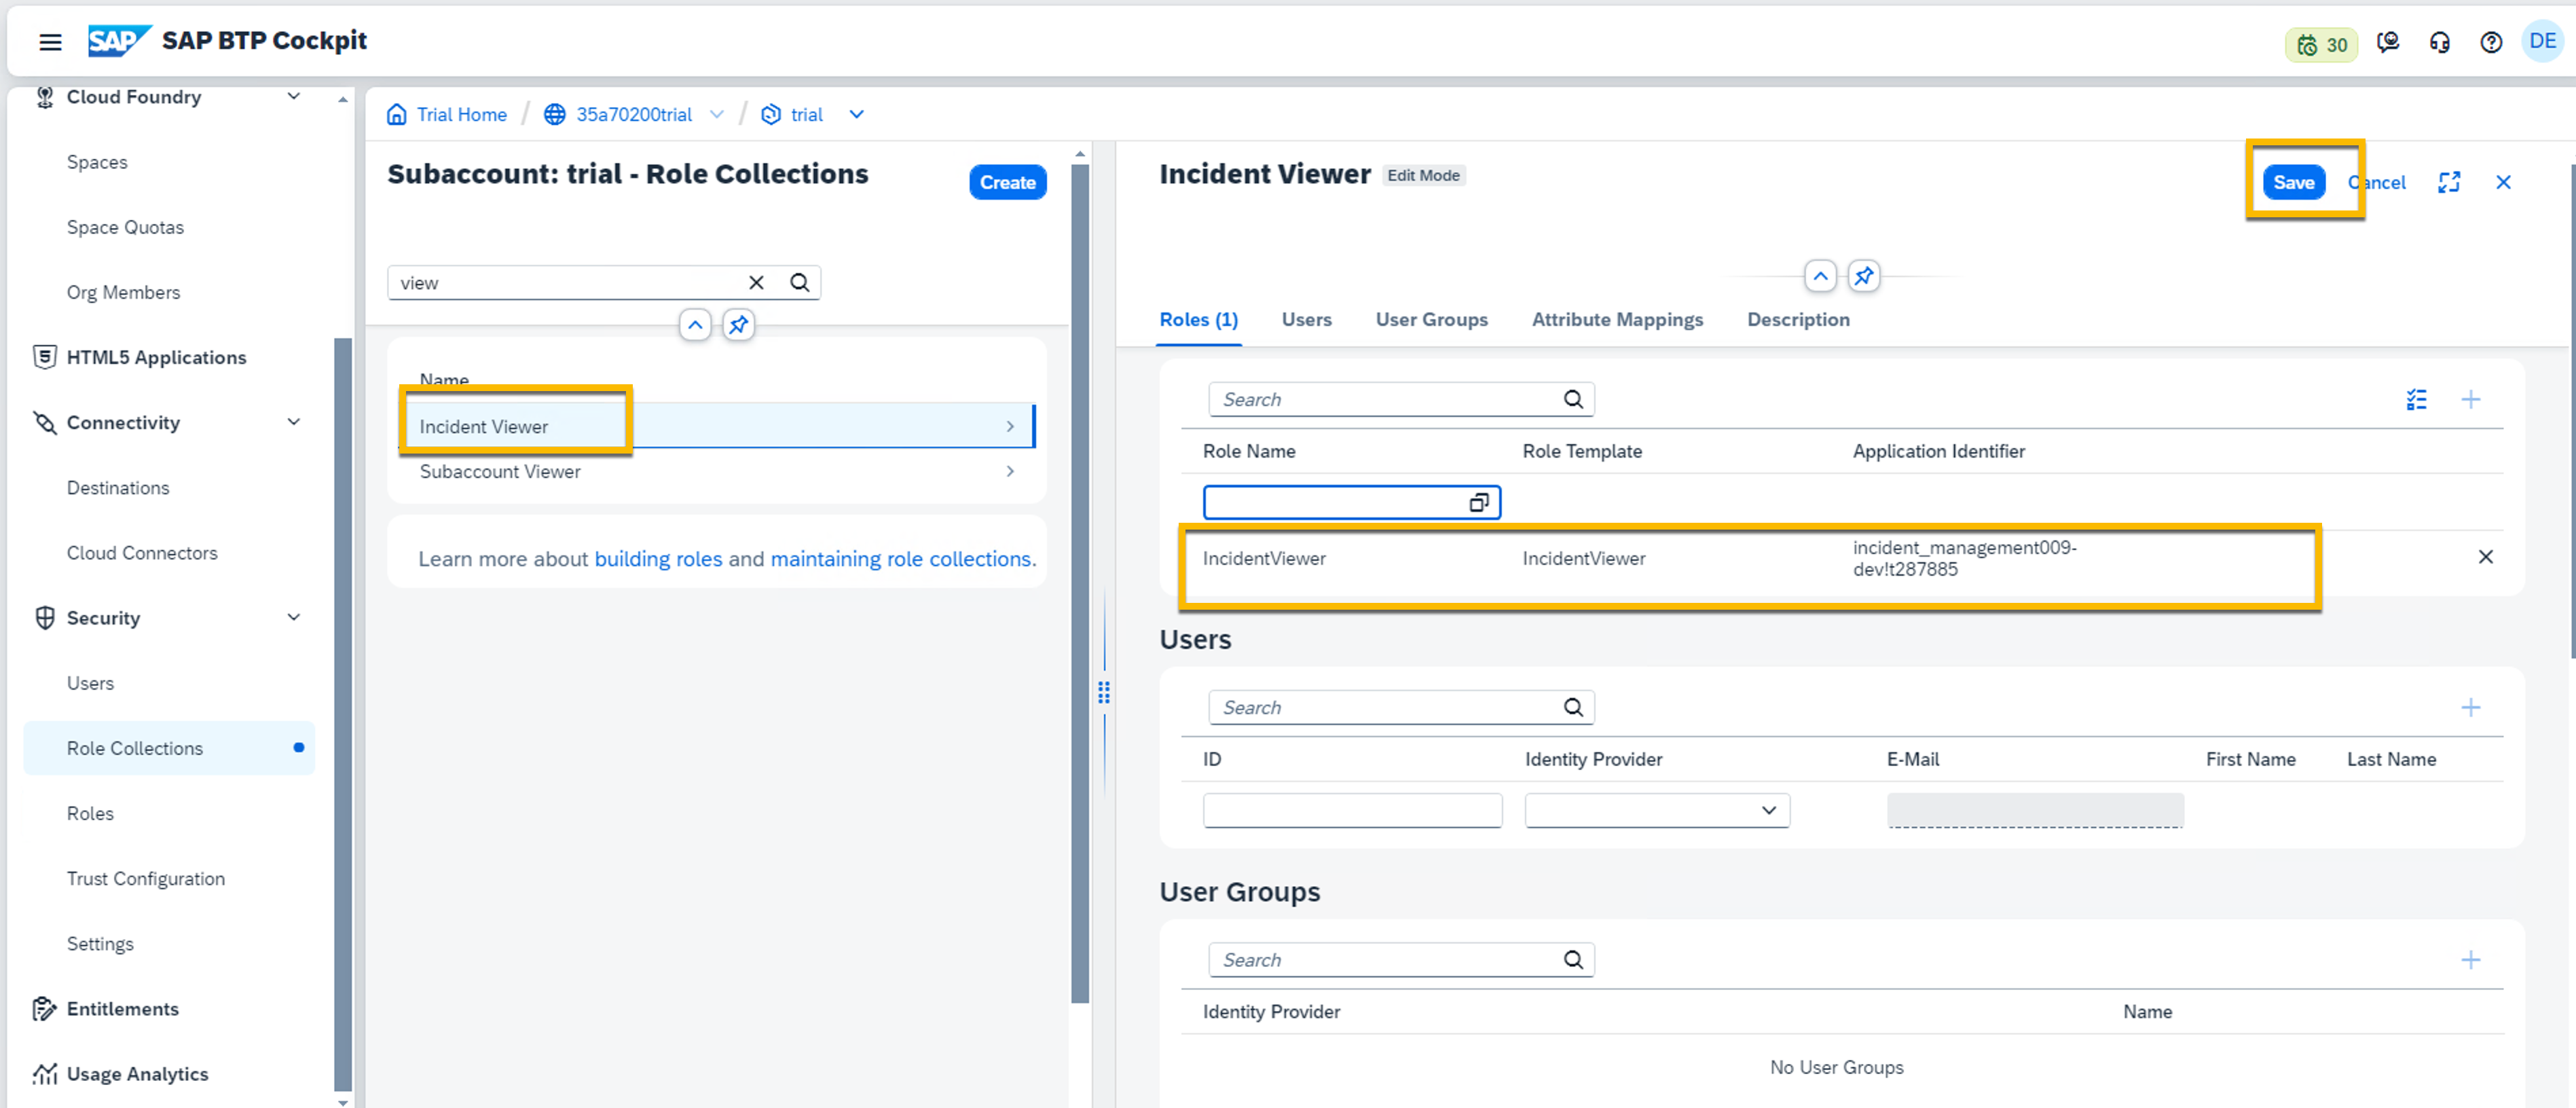 SAP SAP BTP Cockpit
30
DE
Cloud Foundry
Spaces
Space Quotas
Org Members
HTML5 Applications
Connectivity
Destinations
Cloud Connectors
Security
Users
Role Collections
Roles
Trust Configuration
Settings
Entitlements
Usage Analytics
Trial Home / 35a70200trial / trial
Subaccount: trial - Role Collections
Create
view
Name
Incident Viewer
Subaccount Viewer
Learn more about building roles and maintaining role collections.
Incident Viewer Edit Mode
Save Cancel
Roles (1) Users User Groups Attribute Mappings Description
Search
Role Name Role Template Application Identifier
IncidentViewer IncidentViewer incident_management009-
dev!t287885
Users
Search
ID Identity Provider E-Mail First Name Last Name
User Groups
Search
Identity Provider Name
No User Groups